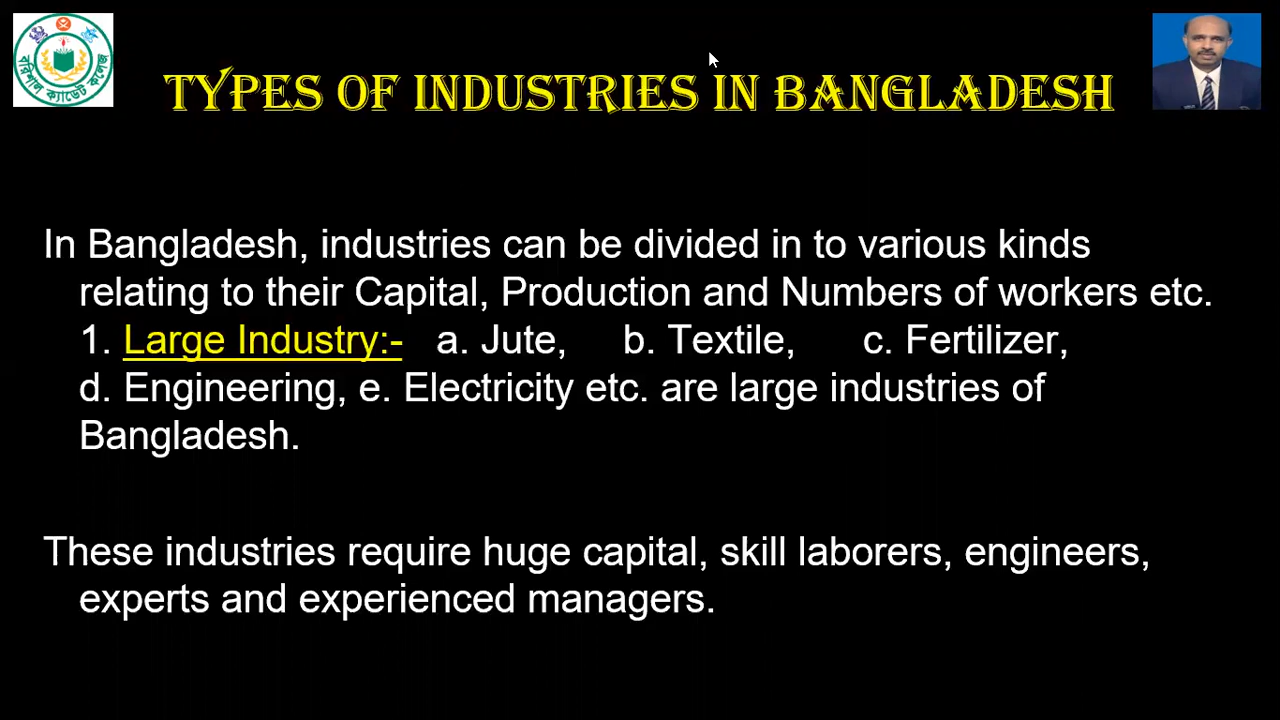 বরিশাল ক্যাডেট কলেজ
TYPES OF INDUSTRIES IN BANGLADESH
In Bangladesh, industries can be divided in to various kinds
relating to their Capital, Production and Numbers of workers etc.
1. Large Industry:- a. Jute, b. Textile, c. Fertilizer,
d. Engineering, e. Electricity etc. are large industries of
Bangladesh.
These industries require huge capital, skill laborers, engineers,
experts and experienced managers.